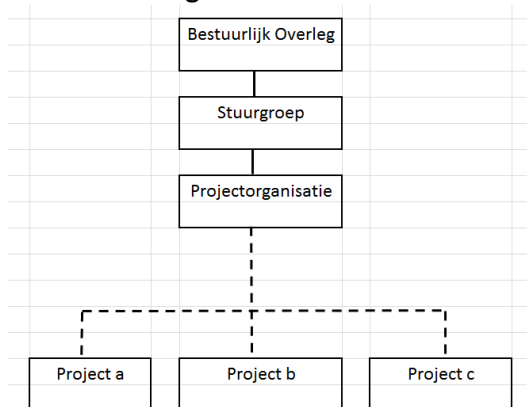 Bestuurlijk Overleg
Stuurgroep
Projectorganisatie
Project a
Project b
Project c